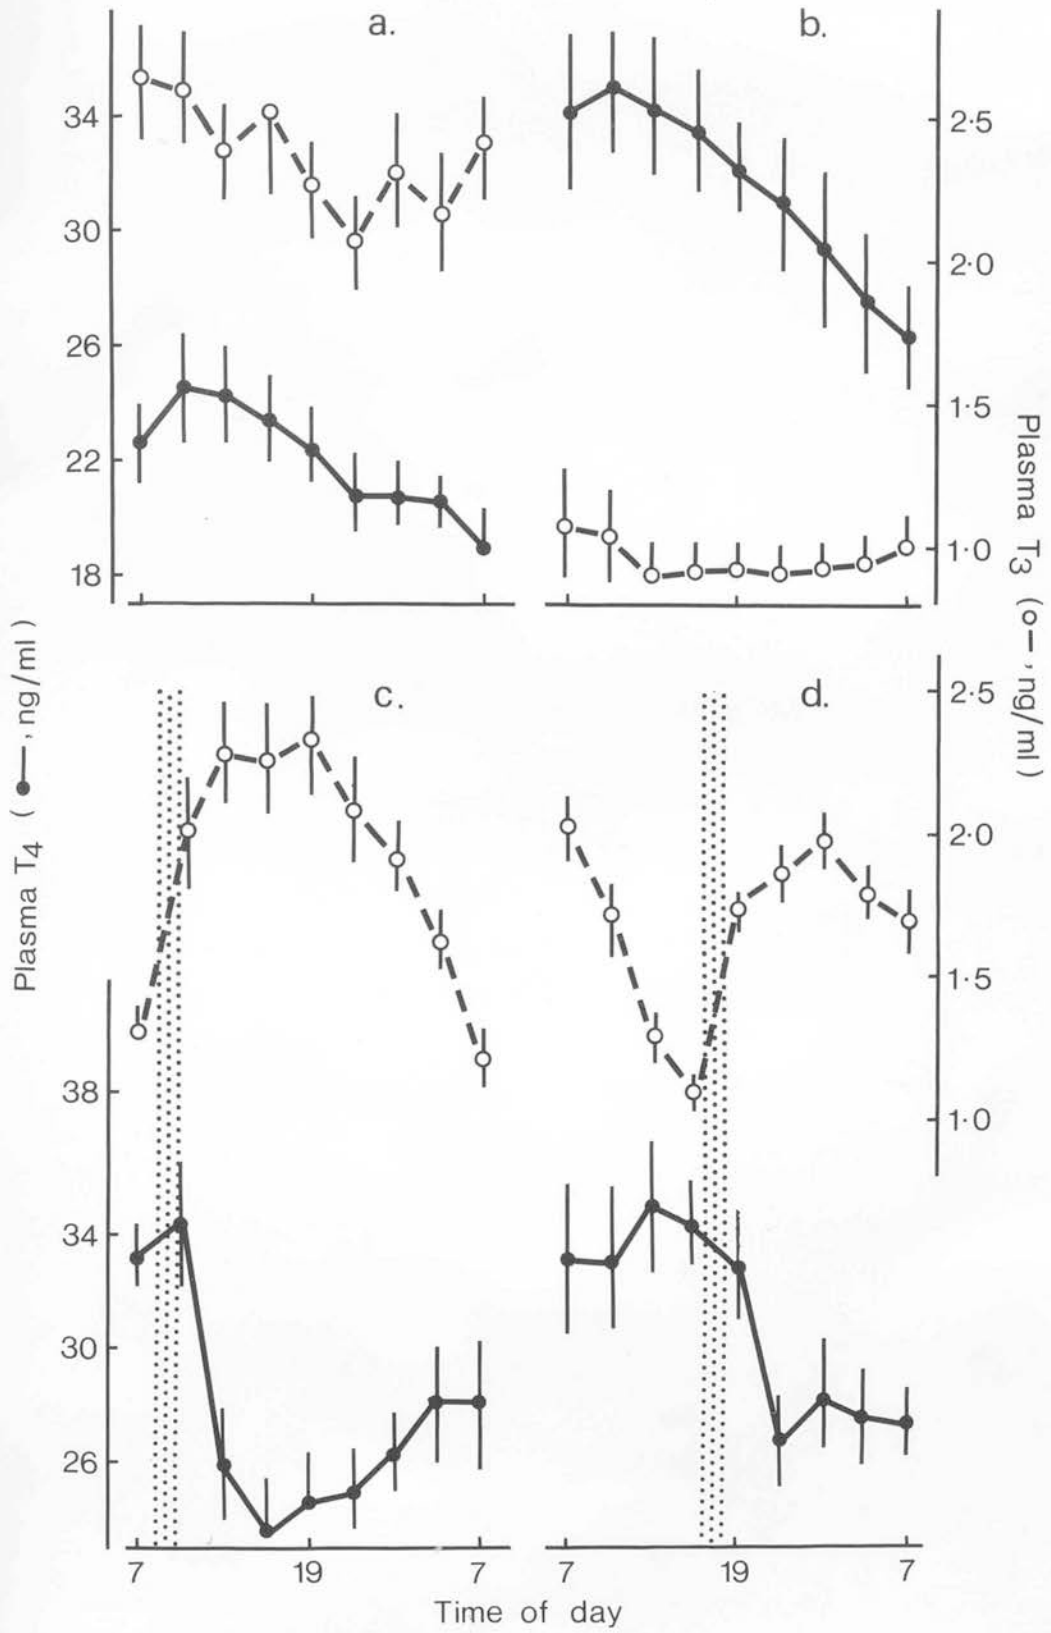 a.
b.
34
30
26
22
18
2·5
2·0
1·5
1·0
Plasma T4 (●—, ng/ml)
Plasma T3 (o–, ng/ml)
c.
d.
38
34
30
26
2·5
2·0
1·5
1·0
7 19 7 7 19 7
Time of day